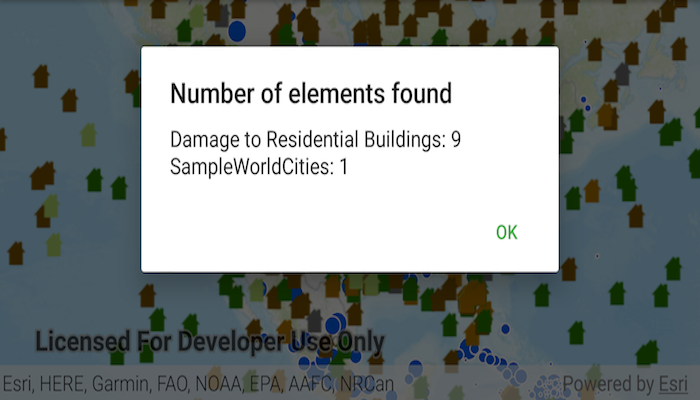 Number of elements found
Damage to Residential Buildings: 9
SampleWorldCities: 1
OK
Licensed For Developer Use Only
Esri, HERE, Garmin, FAO, NOAA, EPA, AAFC, NRCan Powered by Esri